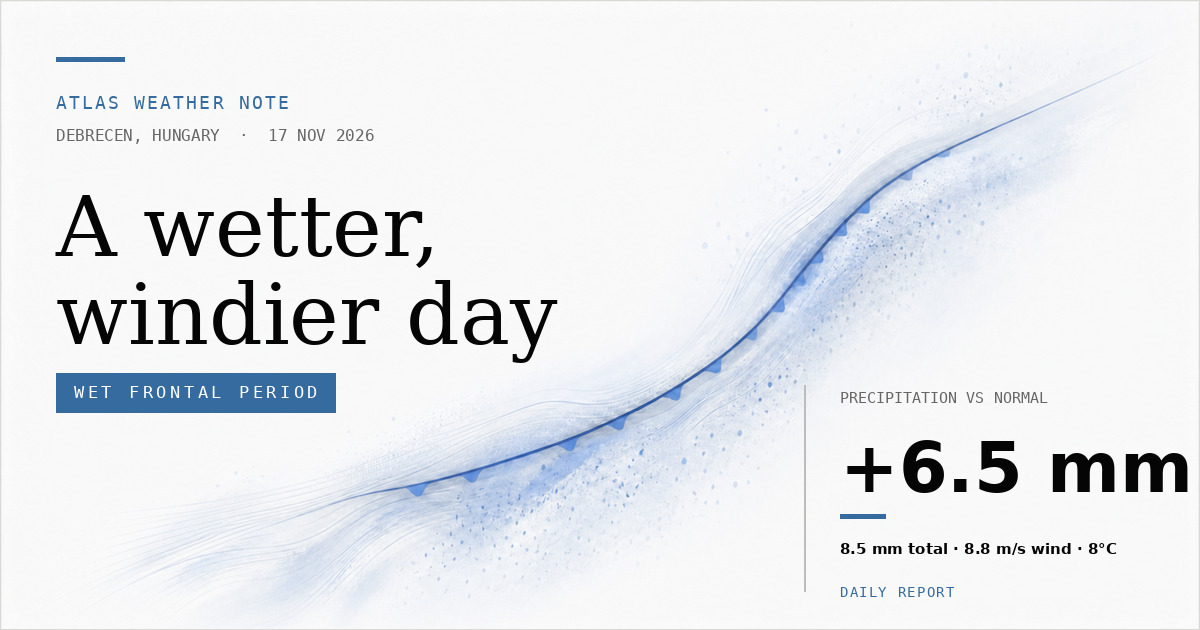 ATLAS WEATHER NOTE
DEBRECEN, HUNGARY · 17 NOV 2026
A wetter,
windier day
WET FRONTAL PERIOD
PRECIPITATION VS NORMAL
+6.5 mm
8.5 mm total · 8.8 m/s wind · 8°C
DAILY REPORT